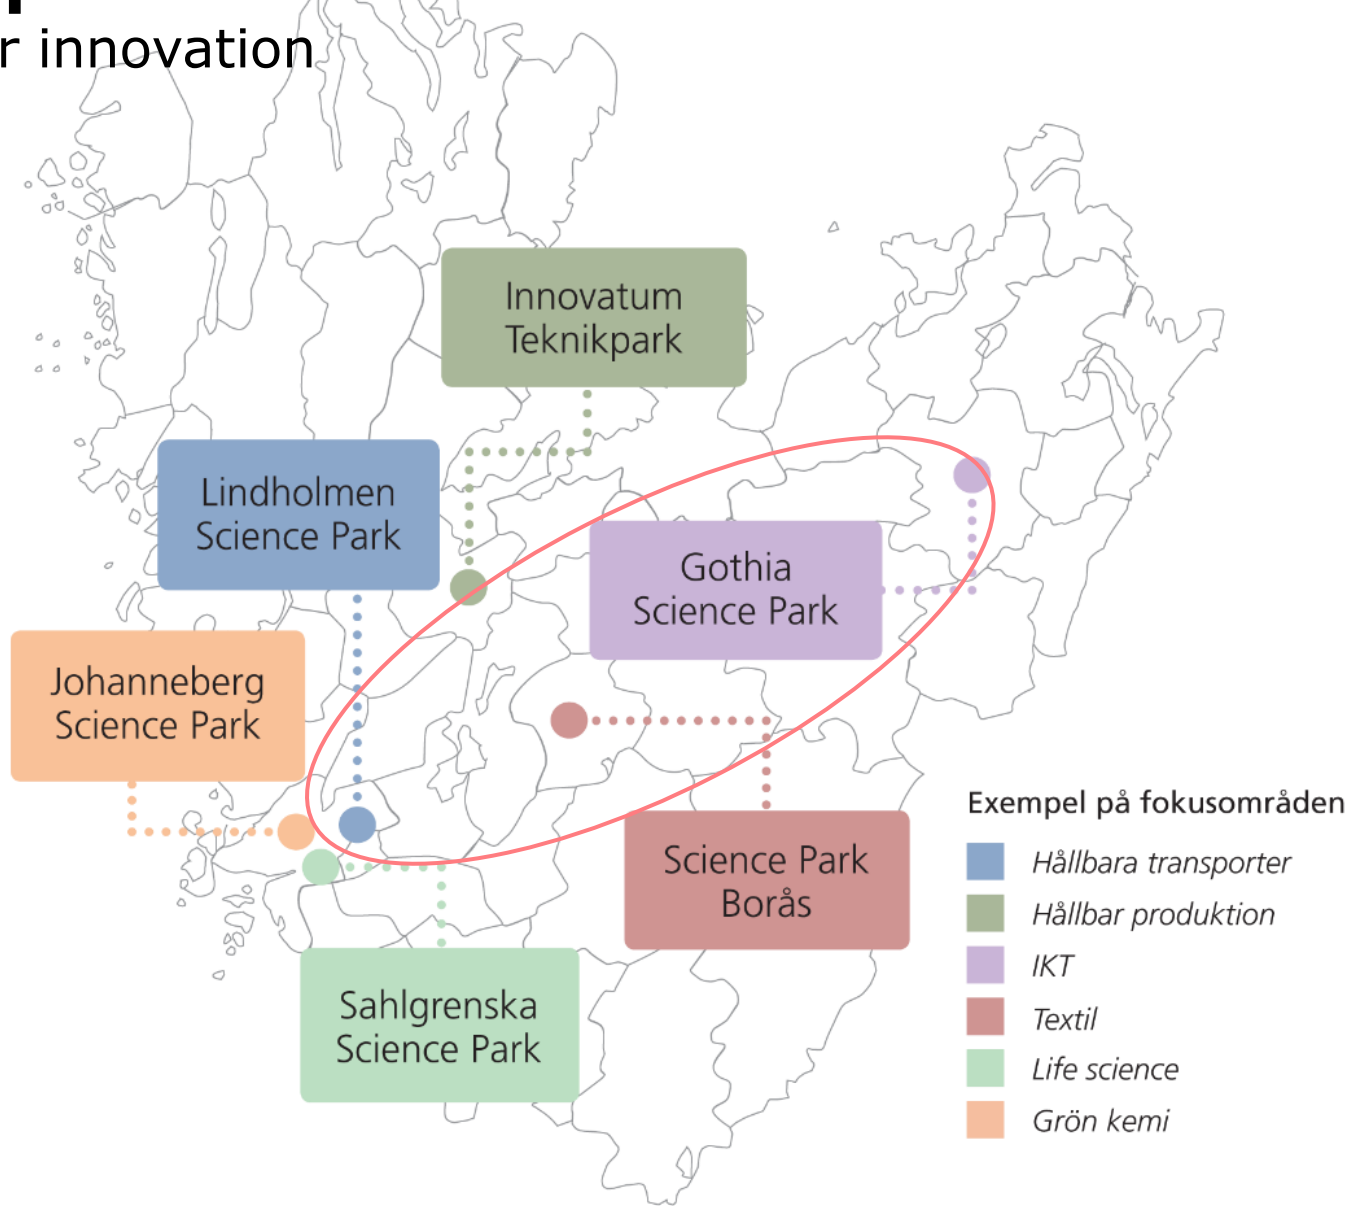 r innovation
Innovatum
Teknikpark
Lindholmen
Science Park
Gothia
Science Park
Johanneberg
Science Park
Science Park
Borås
Sahlgrenska
Science Park
Exempel på fokusområden
Hållbara transporter
Hållbar produktion
IKT
Textil
Life science
Grön kemi